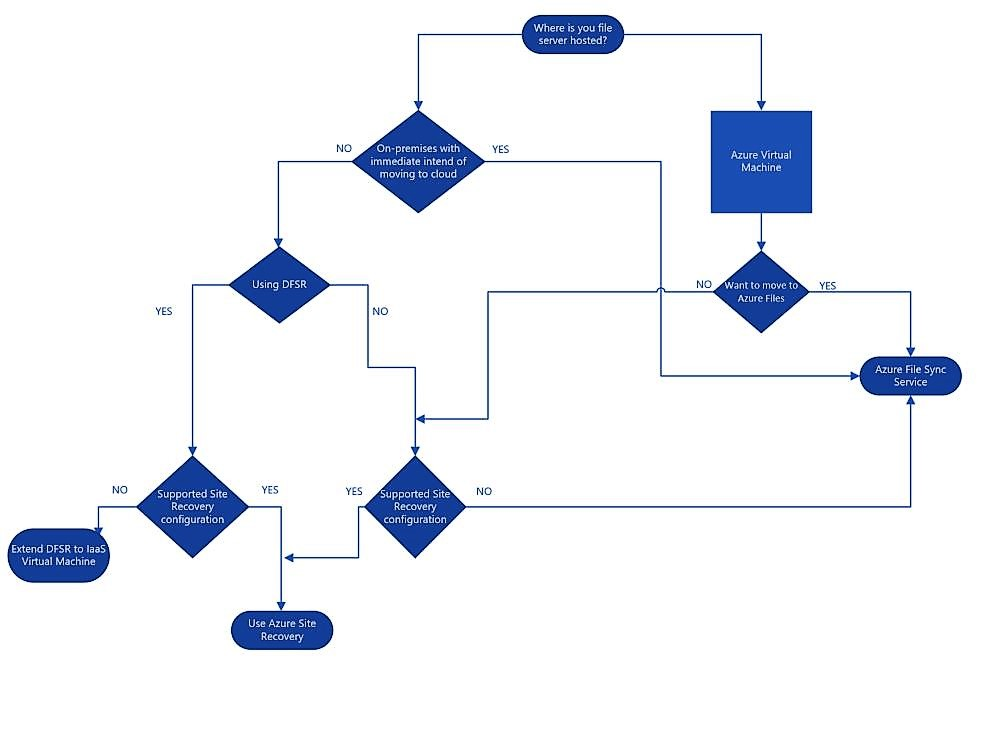 Where is you file
server hosted?
NO
On-premises with
immediate intend of
moving to cloud
YES
Azure Virtual
Machine
Using DFSR
YES
NO
NO
Want to move to
Azure Files
YES
Azure File Sync
Service
NO
Supported Site
Recovery
configuration
YES
YES
Supported Site
Recovery
configuration
NO
Extend DFSR to IaaS
Virtual Machine
Use Azure Site
Recovery